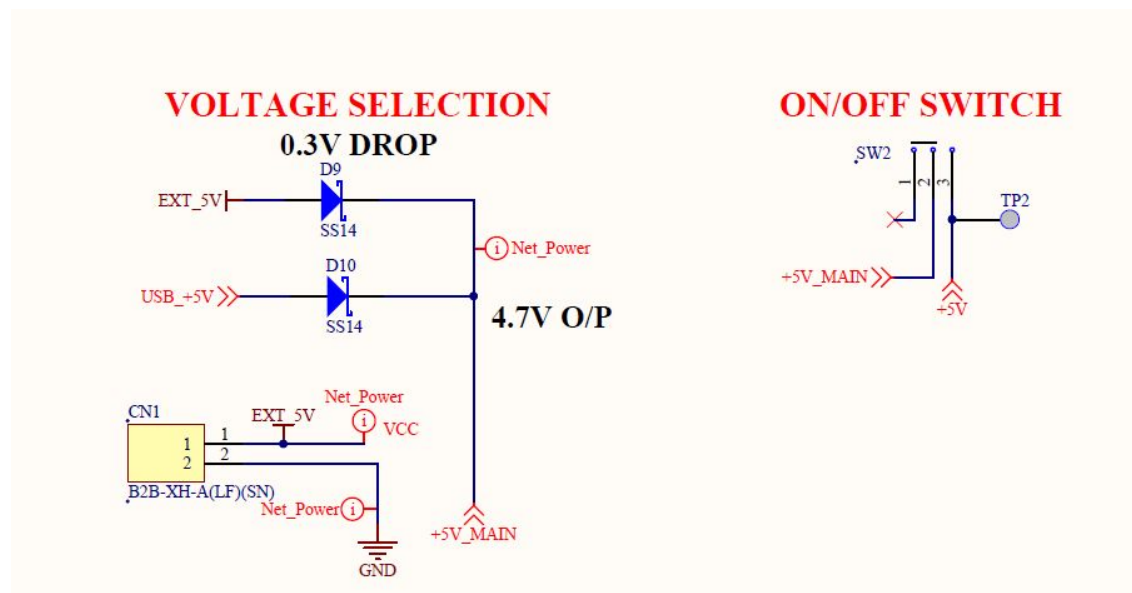 VOLTAGE SELECTION
0.3V DROP
D9
EXT_5V
SS14
Net_Power
D10
USB_+5V
SS14
4.7V O/P
CN1
EXT_5V
Net_Power
VCC
1 1
2 2
B2B-XH-A(LF)(SN)
Net_Power
GND
+5V_MAIN
ON/OFF SWITCH
SW2
1 2 3
TP2
+5V_MAIN
+5V